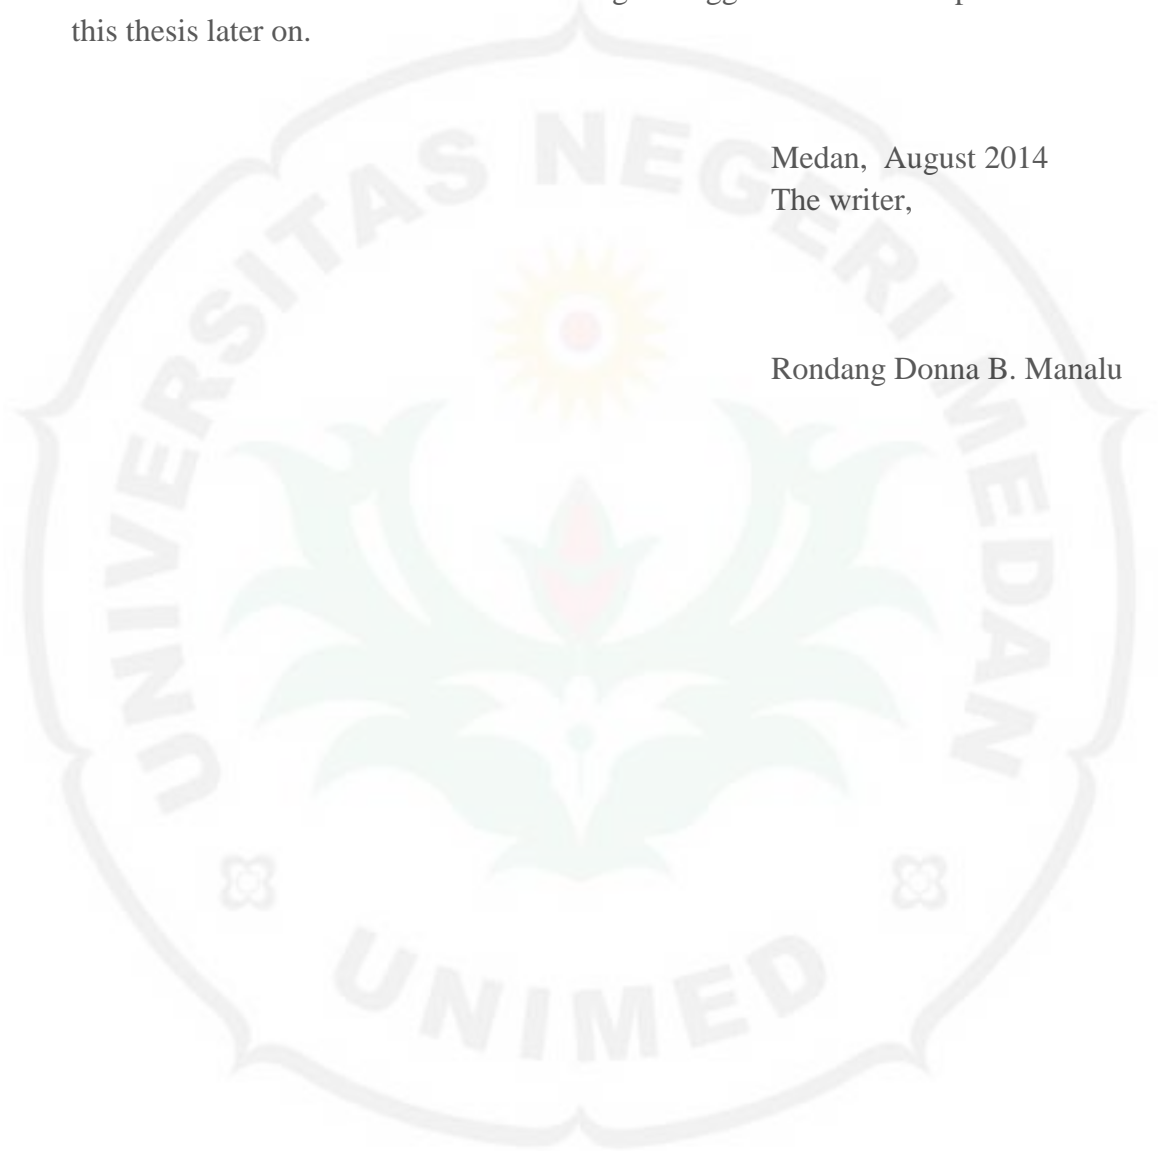 this thesis later on.
Medan, August 2014
The writer,
Rondang Donna B. Manalu
UNIVERSITAS NEGERI MEDAN
UNIMED